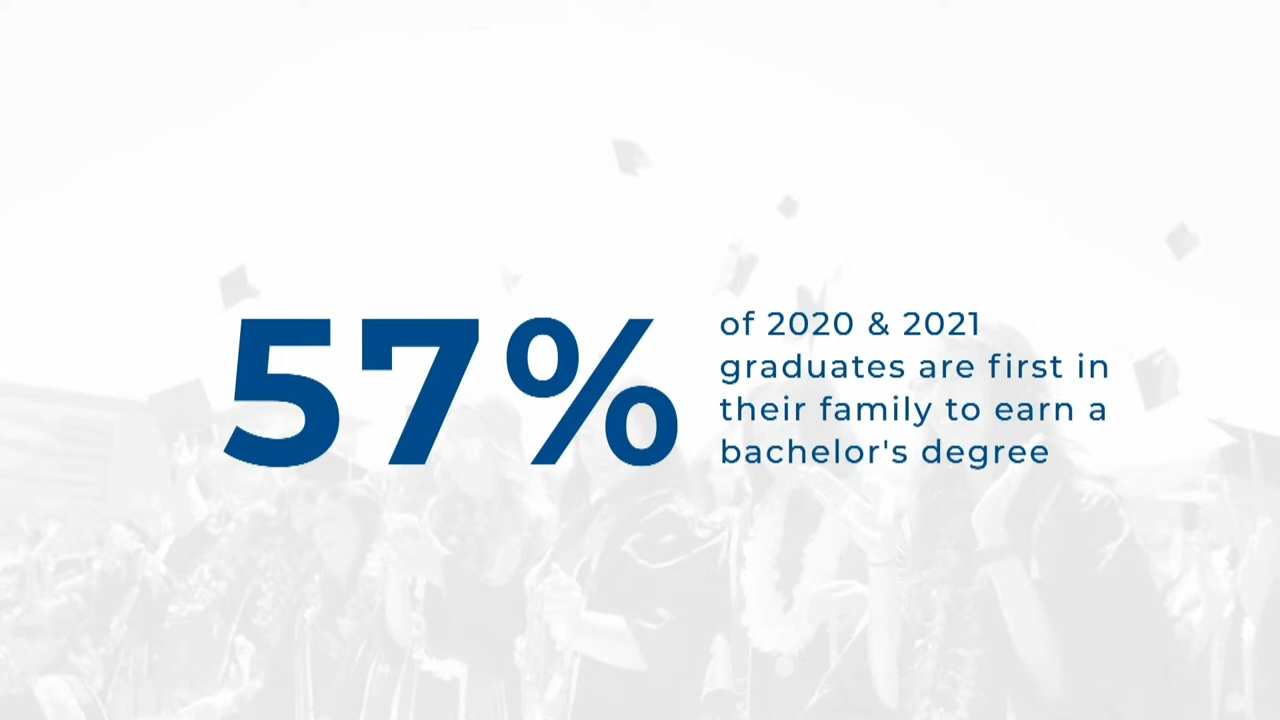 57%
of 2020 & 2021
graduates are first in
their family to earn a
bachelor's degree